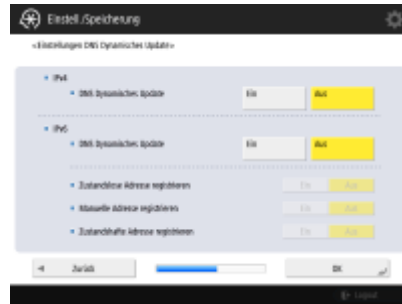 Einstell./Speicherung
<Einstellungen DNS Dynamisches Update>
IPv4
DNS Dynamisches Update Ein Aus
IPv6
DNS Dynamisches Update Ein Aus
Zustandslose Adresse registrieren Ein Aus
Manuelle Adresse registrieren Ein Aus
Zustandshafte Adresse registrieren Ein Aus
Zurück OK
Logout